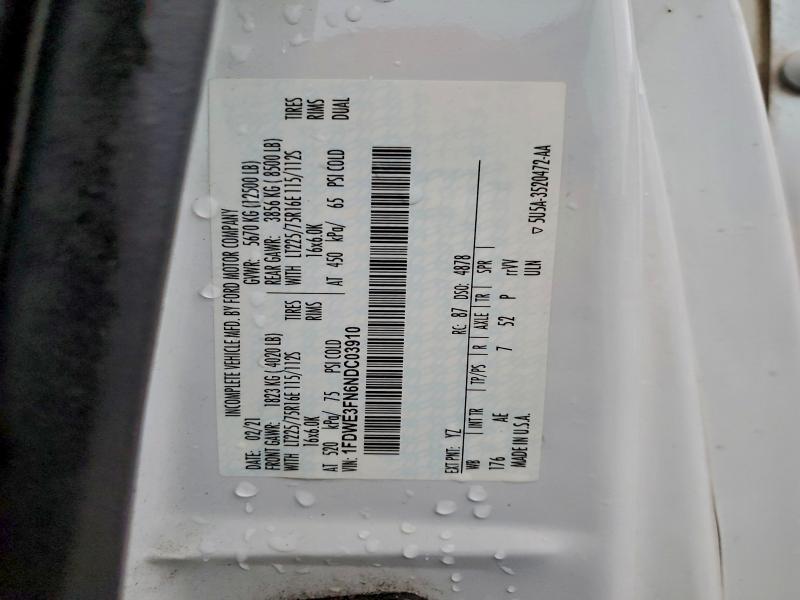 INCOMPLETE VEHICLE MFD. BY FORD MOTOR COMPANY
DATE: 02/21 GVWR: 5670 KG (12500 LB)
FRONT GAWR: 1823 KG (4020 LB) REAR GAWR: 3856 KG (8500 LB)
WITH LT225/75R16E 115/112S TIRES WITH LT225/75R16E 115/112S TIRES
16x6.0K RIMS 16x6.0K RIMS
AT 520 kPa/ 75 PSI COLD AT 450 kPa/ 65 PSI COLD DUAL
VIN: 1FDWE3FN6NDC03910
EXT PNT: YZ RC: 87 DSO: 4878
WB INT TR TP/PS R AXLE TR SPR
176 AE 7 52 P rrVV
MADE IN U.S.A. ULN
▽ 5U5A-3520472-AA